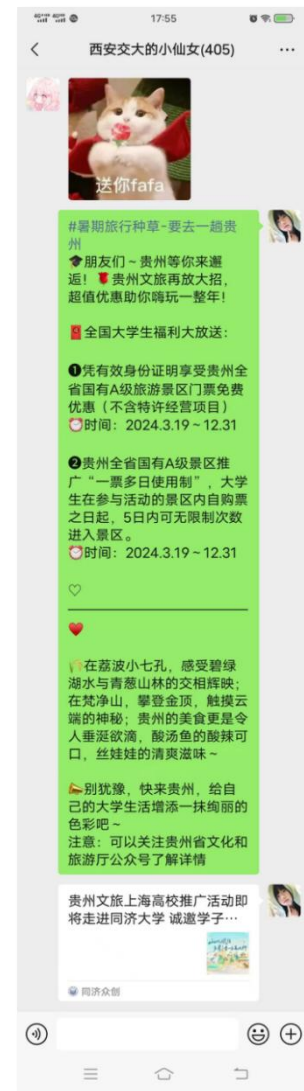 17:55
西安交大的小仙女(405)
送你fafa
#暑期旅行种草-要去一趟贵
州
朋友们~贵州等你来邂
逅!贵州文旅再放大招,
超值优惠助你嗨玩一整年!
全国大学生福利大放送:
❶凭有效身份证明享受贵州全
省国有A级旅游景区门票免费
优惠(不含特许经营项目)
时间:2024.3.19~12.31
❷贵州全省国有A级景区推
广“一票多日使用制”,大学
生在参与活动的景区内自购票
之日起,5日内可无限制次数
进入景区。
时间:2024.3.19~12.31
在荔波小七孔,感受碧绿
湖水与青葱山林的交相辉映;
在梵净山,攀登金顶,触摸云
端的神秘;贵州的美食更是令
人垂涎欲滴,酸汤鱼的酸辣可
口,丝娃娃的清爽滋味~
别犹豫,快来贵州,给自
己的大学生活增添一抹绚丽的
色彩吧~
注意:可以关注贵州省文化和
旅游厅公众号了解详情
贵州文旅上海高校推广活动即
将走进同济大学 诚邀学子…
同济众创